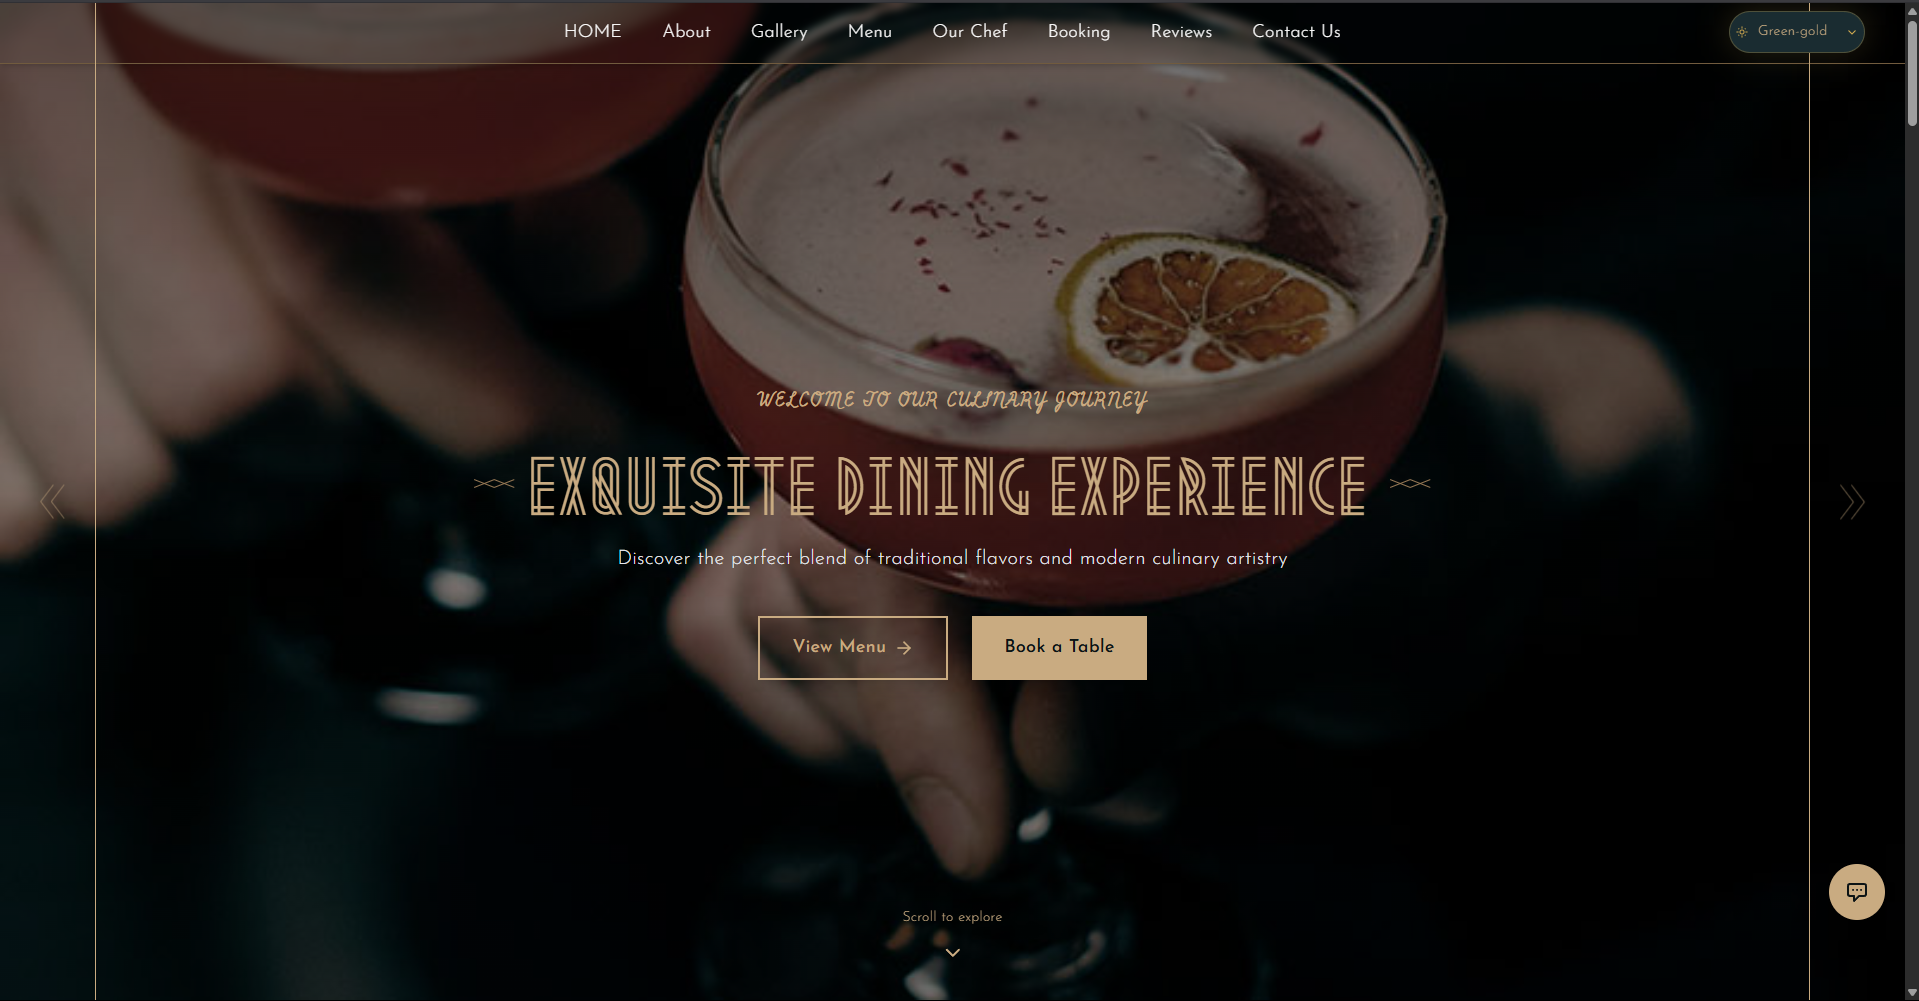 HOME About Gallery Menu Our Chef Booking Reviews Contact Us Green-gold
WELCOME TO OUR CULINARY JOURNEY
EXQUISITE DINING EXPERIENCE
Discover the perfect blend of traditional flavors and modern culinary artistry
View Menu → Book a Table
Scroll to explore